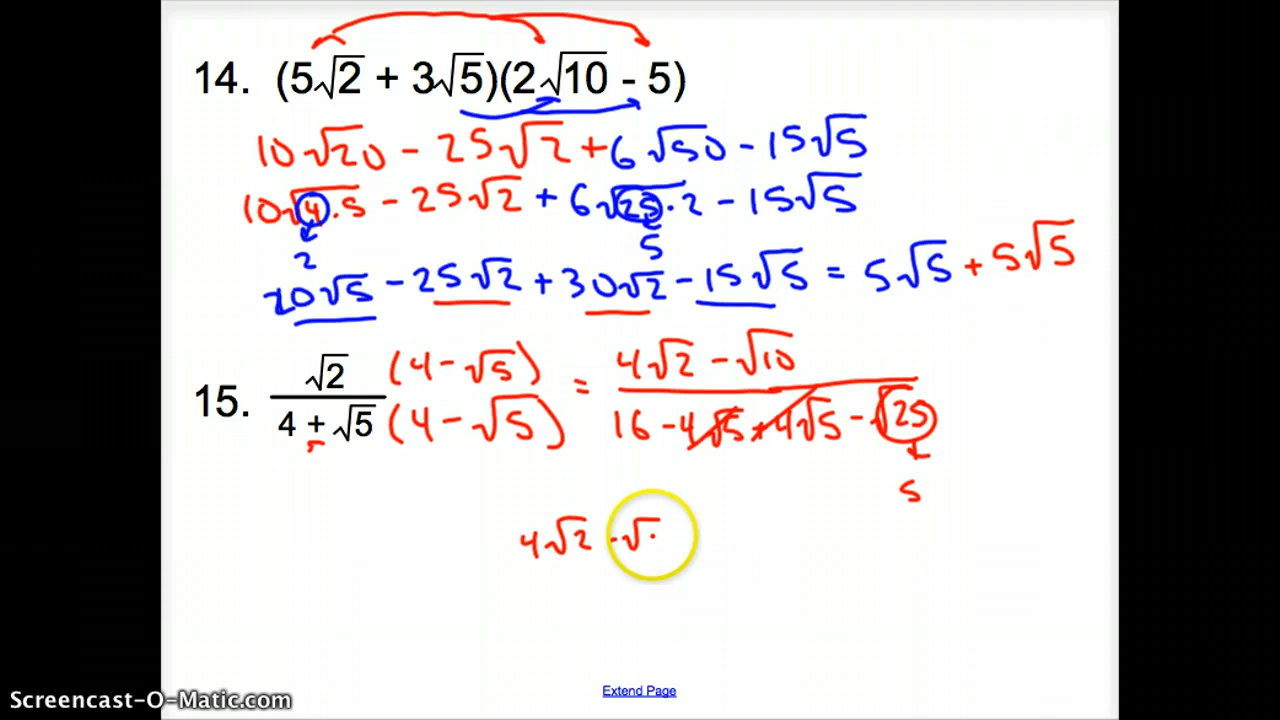 14. (5√2 + 3√5)(2√10 - 5)
10√20 - 25√2 + 6√50 - 15√5
10√4·5 - 25√2 + 6√25·2 - 15√5
2 5
20√5 - 25√2 + 30√2 - 15√5 = 5√5 + 5√5
15. √2 (4 - √5) = 4√2 - √10
4 + √5 (4 - √5) 16 - 4√5 + 4√5 - √25
5
4√2 - √
Extend Page
Screencast-O-Matic.com